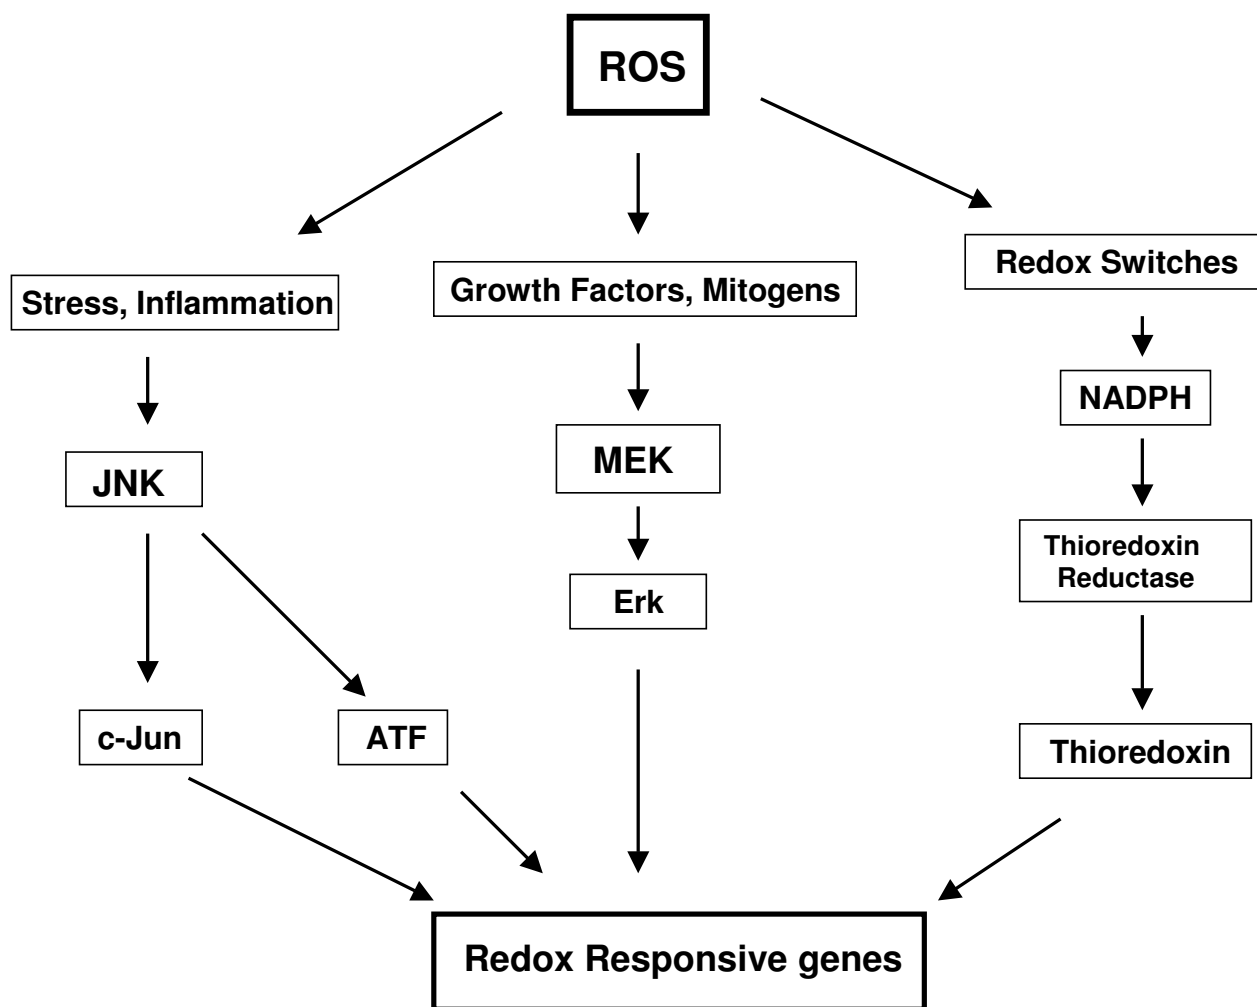 ROS
Stress, Inflammation
Growth Factors, Mitogens
Redox Switches
JNK
MEK
NADPH
Erk
Thioredoxin
Reductase
c-Jun
ATF
Thioredoxin
Redox Responsive genes